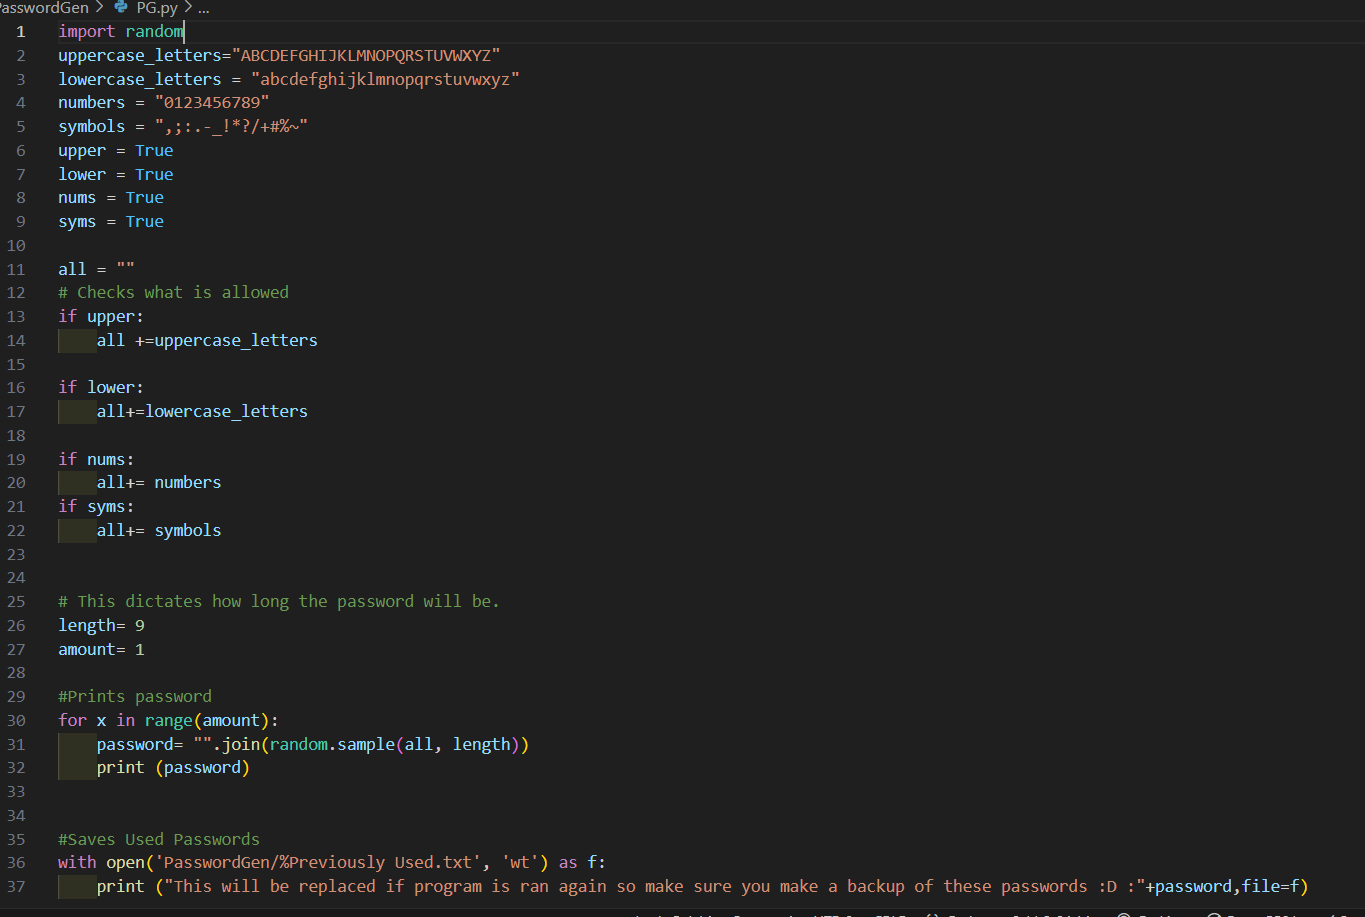 PasswordGen > PG.py > ...
1 import random
2 uppercase_letters="ABCDEFGHIJKLMNOPQRSTUVWXYZ"
3 lowercase_letters = "abcdefghijklmnopqrstuvwxyz"
4 numbers = "0123456789"
5 symbols = ",;:.-_!*?/+#%~"
6 upper = True
7 lower = True
8 nums = True
9 syms = True
10
11 all = ""
12 # Checks what is allowed
13 if upper:
14     all +=uppercase_letters
15
16 if lower:
17     all+=lowercase_letters
18
19 if nums:
20     all+= numbers
21 if syms:
22     all+= symbols
23
24
25 # This dictates how long the password will be.
26 length= 9
27 amount= 1
28
29 #Prints password
30 for x in range(amount):
31     password= "".join(random.sample(all, length))
32     print (password)
33
34
35 #Saves Used Passwords
36 with open('PasswordGen/%Previously Used.txt', 'wt') as f:
37     print ("This will be replaced if program is ran again so make sure you make a backup of these passwords :D :"+password,file=f)